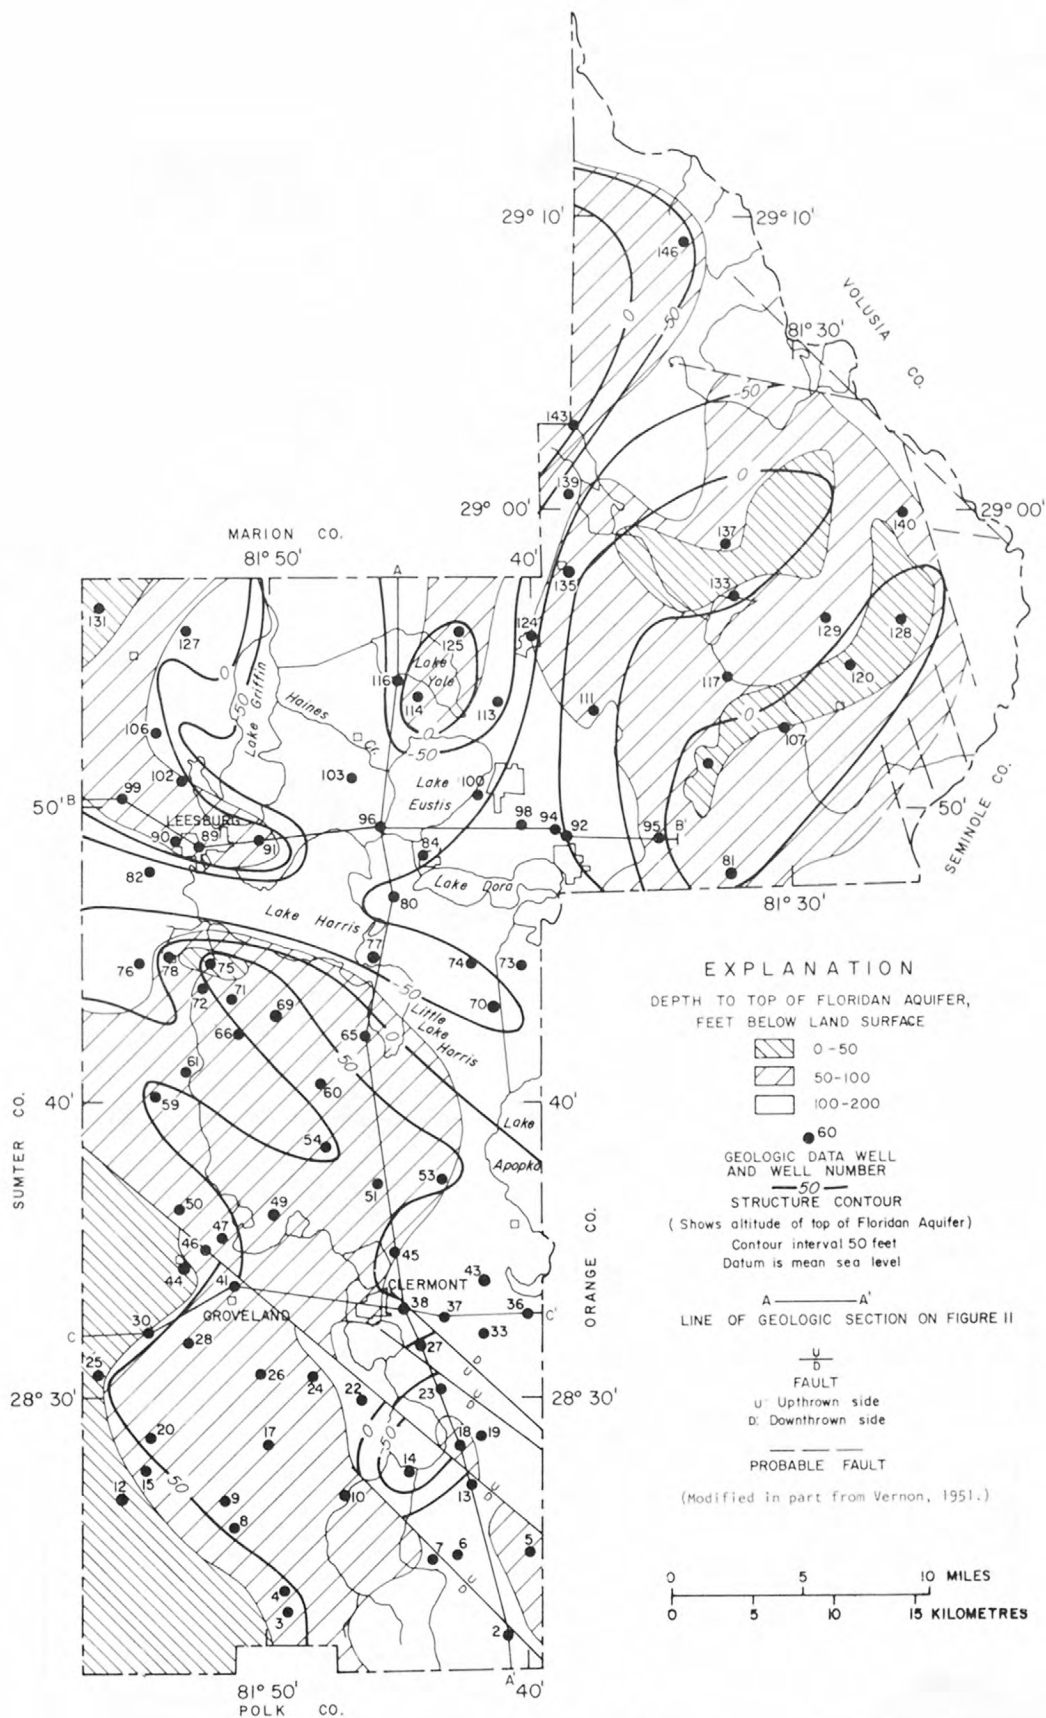 29° 10'
29° 10'
146
VOLUSIA CO.
0
-50
81° 30'
-50
143
139
0
29° 00'
29° 00'
140
137
MARION CO.
81° 50'
A
40'
135
133
131
127
124
125
129
128
Lake Yale
116
114
113
117
120
111
0
107
0
-50
Lake Griffin
Haines Cr.
0
-50
106
103
Lake Eustis
100
102
99
50'
B
LEESBURG
90
89
91
96
98
94
92
95
B'
50'
84
81
82
Lake Dora
80
81° 30'
SEMINOLE CO.
Lake Harris
77
76
78
75
74
73
72
71
70
-50
Little Lake Harris
69
66
65
0
50
61
60
59
40'
40'
Lake Apopka
54
53
51
SUMTER CO.
50
49
47
46
45
44
43
41
CLERMONT
ORANGE CO.
38
37
36
C'
GROVELAND
C
30
28
33
27
25
26
24
23
22
28° 30'
28° 30'
U
D
U
D
0
-50
20
17
18
19
14
15
13
12
50
10
9
8
U
D
7
6
5
U
D
4
3
2
A'
81° 50'
40'
POLK CO.
EXPLANATION
DEPTH TO TOP OF FLORIDAN AQUIFER,
FEET BELOW LAND SURFACE
0-50
50-100
100-200
60
GEOLOGIC DATA WELL
AND WELL NUMBER
50
STRUCTURE CONTOUR
(Shows altitude of top of Floridan Aquifer)
Contour interval 50 feet
Datum is mean sea level
A A'
LINE OF GEOLOGIC SECTION ON FIGURE 11
U
D
FAULT
U: Upthrown side
D: Downthrown side
PROBABLE FAULT
(Modified in part from Vernon, 1951.)
0 5 10 MILES
0 5 10 15 KILOMETRES